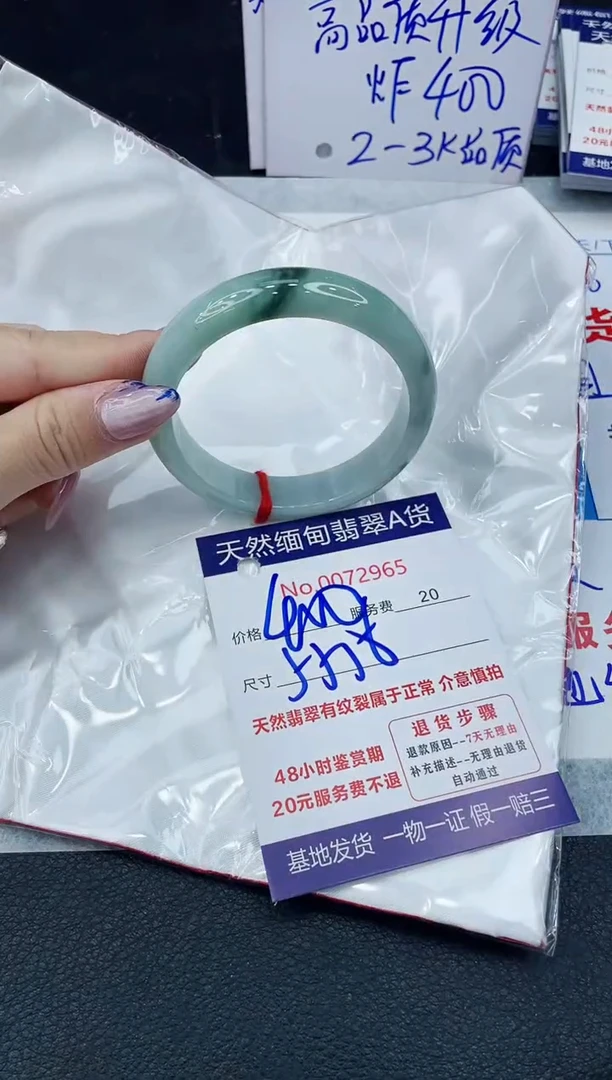 高品质升级
炸400
2-3K品质
天然缅甸翡翠A货
No.0072965
价格 400 服务费 20
尺寸
天然翡翠有纹裂属于正常 介意慎拍
48小时鉴赏期
20元服务费不退
退货步骤
退款原因--7天无理由
补充描述--无理由退货
自动通过
基地发货 一物一证 假一赔三